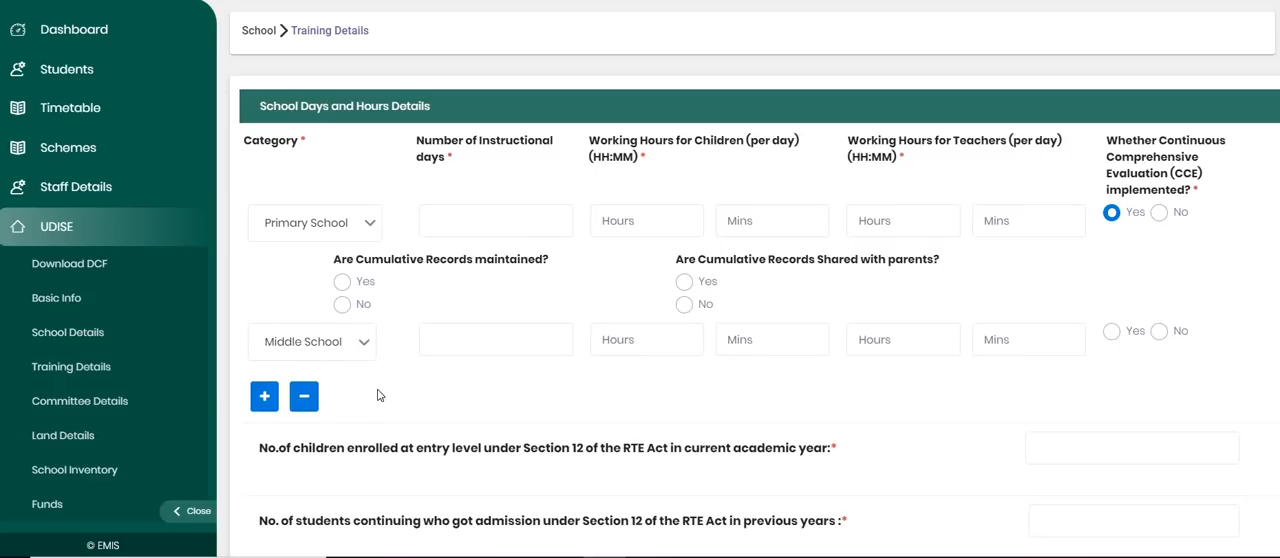 Dashboard
Students
Timetable
Schemes
Staff Details
UDISE
Download DCF
Basic Info
School Details
Training Details
Committee Details
Land Details
School Inventory
Funds
Close
© EMIS
School Training Details
School Days and Hours Details
Category *
Number of Instructional
days *
Working Hours for Children (per day)
(HH:MM) *
Working Hours for Teachers (per day)
(HH:MM) *
Whether Continuous
Comprehensive
Evaluation (CCE)
implemented? *
Primary School Hours Mins Hours Mins Yes No
Are Cumulative Records maintained?
Yes
No
Are Cumulative Records Shared with parents?
Yes
No
Middle School Hours Mins Hours Mins Yes No
+ −
No.of children enrolled at entry level under Section 12 of the RTE Act in current academic year:*
No. of students continuing who got admission under Section 12 of the RTE Act in previous years :*